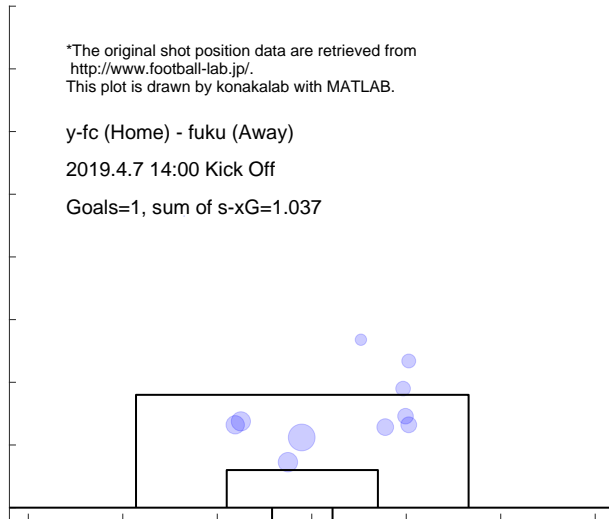 *The original shot position data are retrieved from
http://www.football-lab.jp/.
This plot is drawn by konakalab with MATLAB.
y-fc (Home) - fuku (Away)
2019.4.7 14:00 Kick Off
Goals=1, sum of s-xG=1.037